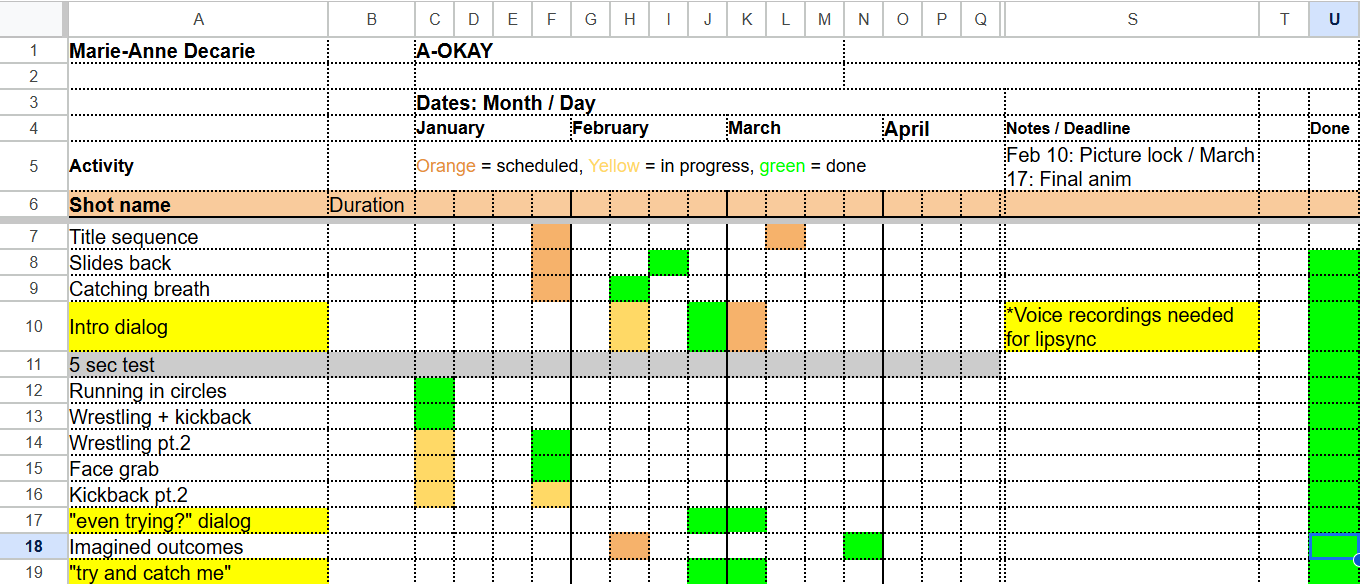 A B C D E F G H I J K L M N O P Q S T U
1 Marie-Anne Decarie A-OKAY
2
3 Dates: Month / Day
4 January February March April Notes / Deadline Done
5 Activity Orange = scheduled, Yellow = in progress, green = done Feb 10: Picture lock / March
17: Final anim
6 Shot name Duration
7 Title sequence
8 Slides back
9 Catching breath
10 Intro dialog *Voice recordings needed
for lipsync
11 5 sec test
12 Running in circles
13 Wrestling + kickback
14 Wrestling pt.2
15 Face grab
16 Kickback pt.2
17 "even trying?" dialog
18 Imagined outcomes
19 "try and catch me"